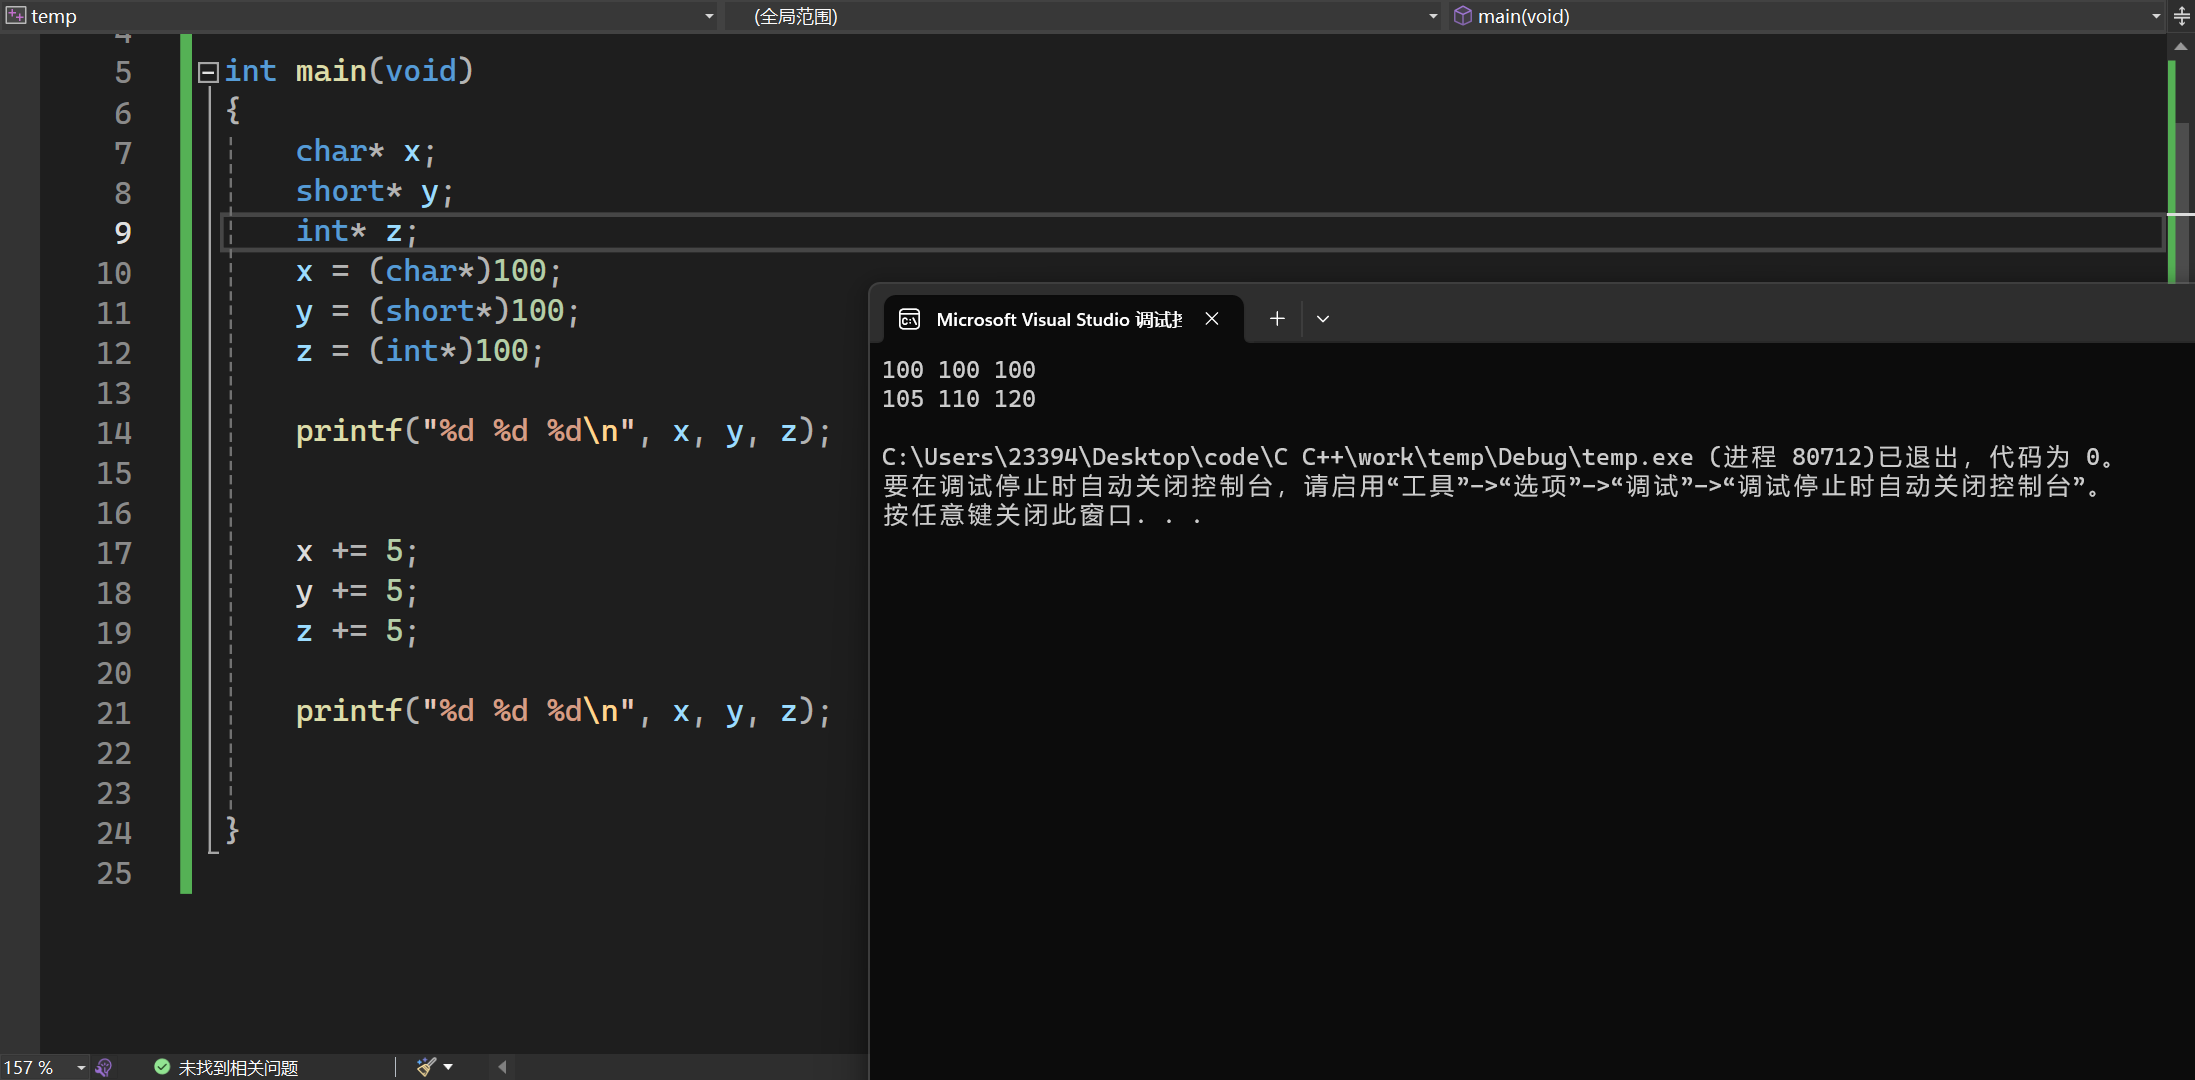 temp (全局范围) main(void)
4
5 int main(void)
6 {
7 char* x;
8 short* y;
9 int* z;
10 x = (char*)100;
11 y = (short*)100;
12 z = (int*)100;
13
14 printf("%d %d %d\n", x, y, z);
15
16
17 x += 5;
18 y += 5;
19 z += 5;
20
21 printf("%d %d %d\n", x, y, z);
22
23
24 }
25
Microsoft Visual Studio 调试
100 100 100
105 110 120
C:\Users\23394\Desktop\code\C C++\work\temp\Debug\temp.exe (进程 80712)已退出，代码为 0。
要在调试停止时自动关闭控制台，请启用“工具”->“选项”->“调试”->“调试停止时自动关闭控制台”。
按任意键关闭此窗口. . .
157 % 未找到相关问题